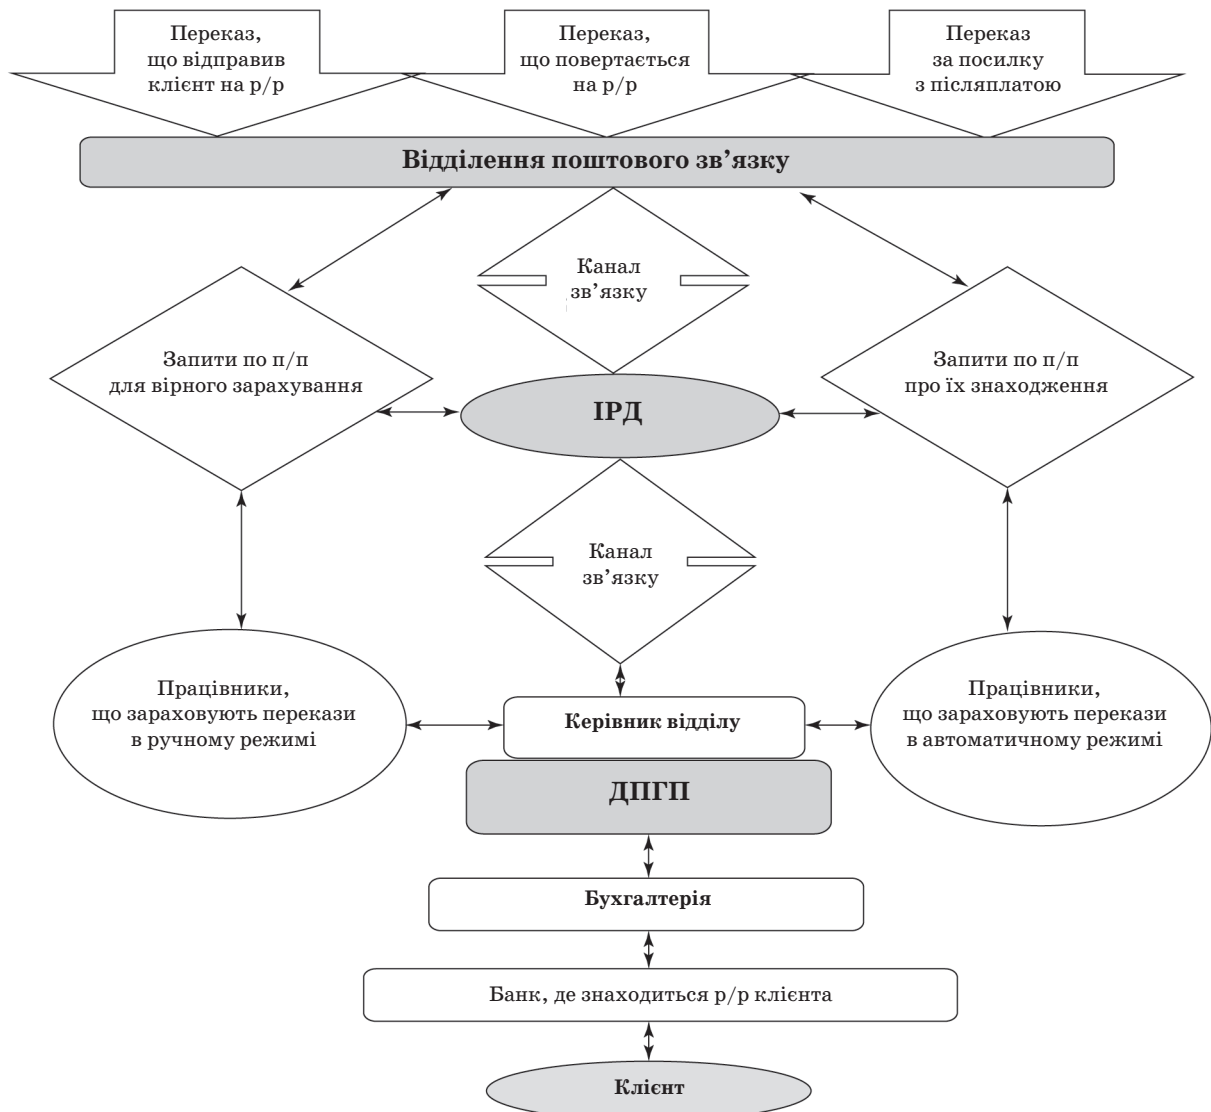 Переказ,
що відправив
клієнт на р/р
Переказ,
що повертається
на р/р
Переказ
за посилку
з післяплатою
Відділення поштового зв’язку
Канал
зв’язку
Запити по п/п
для вірного зарахування
Запити по п/п
про їх знаходження
ІРД
Канал
зв’язку
Працівники,
що зараховують перекази
в ручному режимі
Керівник відділу
Працівники,
що зараховують перекази
в автоматичному режимі
ДПГП
Бухгалтерія
Банк, де знаходиться р/р клієнта
Клієнт